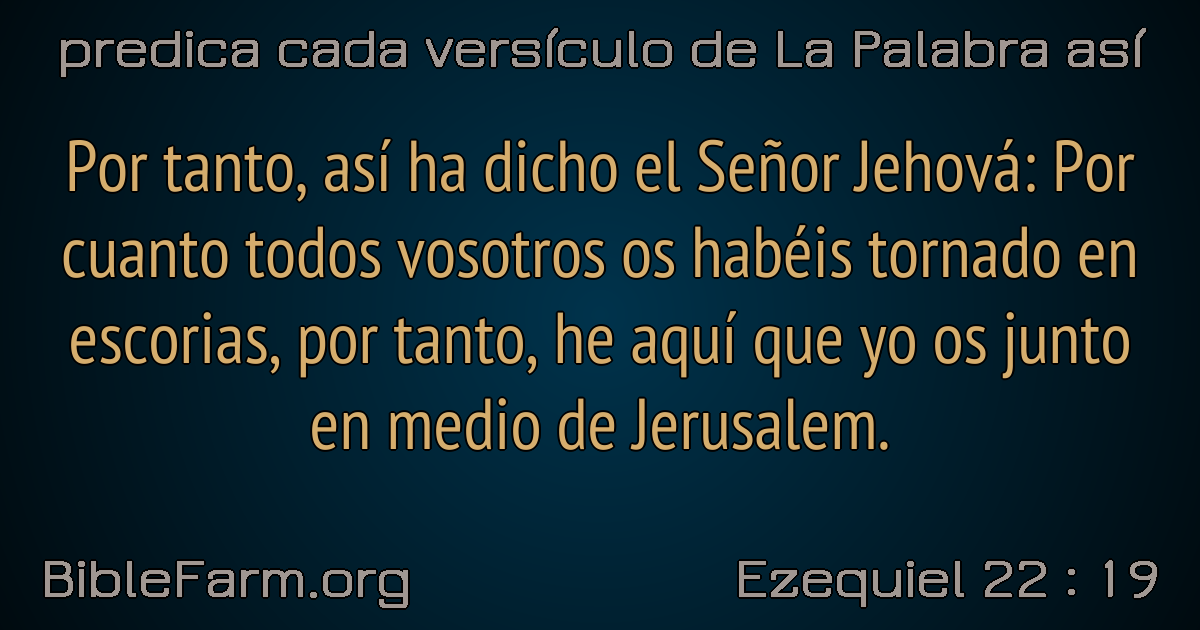 predica cada versículo de La Palabra así
Por tanto, así ha dicho el Señor Jehová: Por
cuanto todos vosotros os habéis tornado en
escorias, por tanto, he aquí que yo os junto
en medio de Jerusalem.
BibleFarm.org
Ezequiel 22 : 19